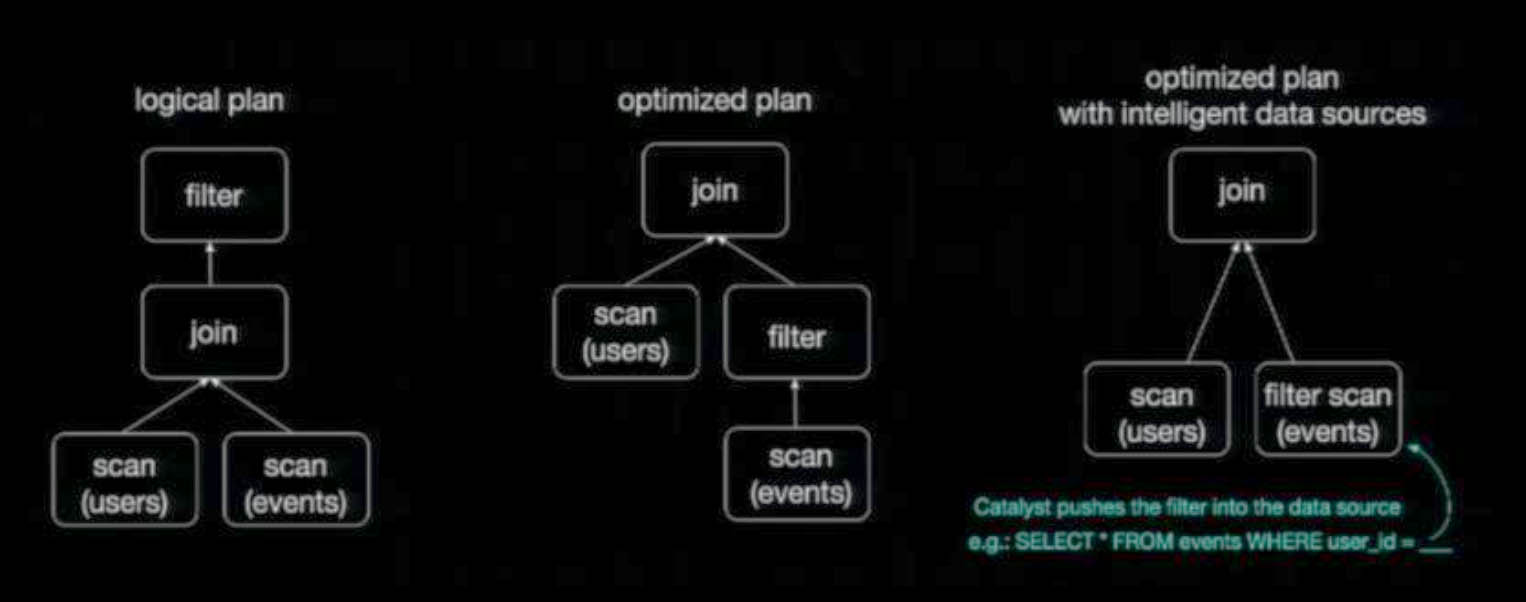 logical plan
filter
join
scan
(users)
scan
(events)
optimized plan
join
scan
(users)
filter
scan
(events)
optimized plan
with intelligent data sources
join
scan
(users)
filter scan
(events)
Catalyst pushes the filter into the data source
e.g.: SELECT * FROM events WHERE user_id = __